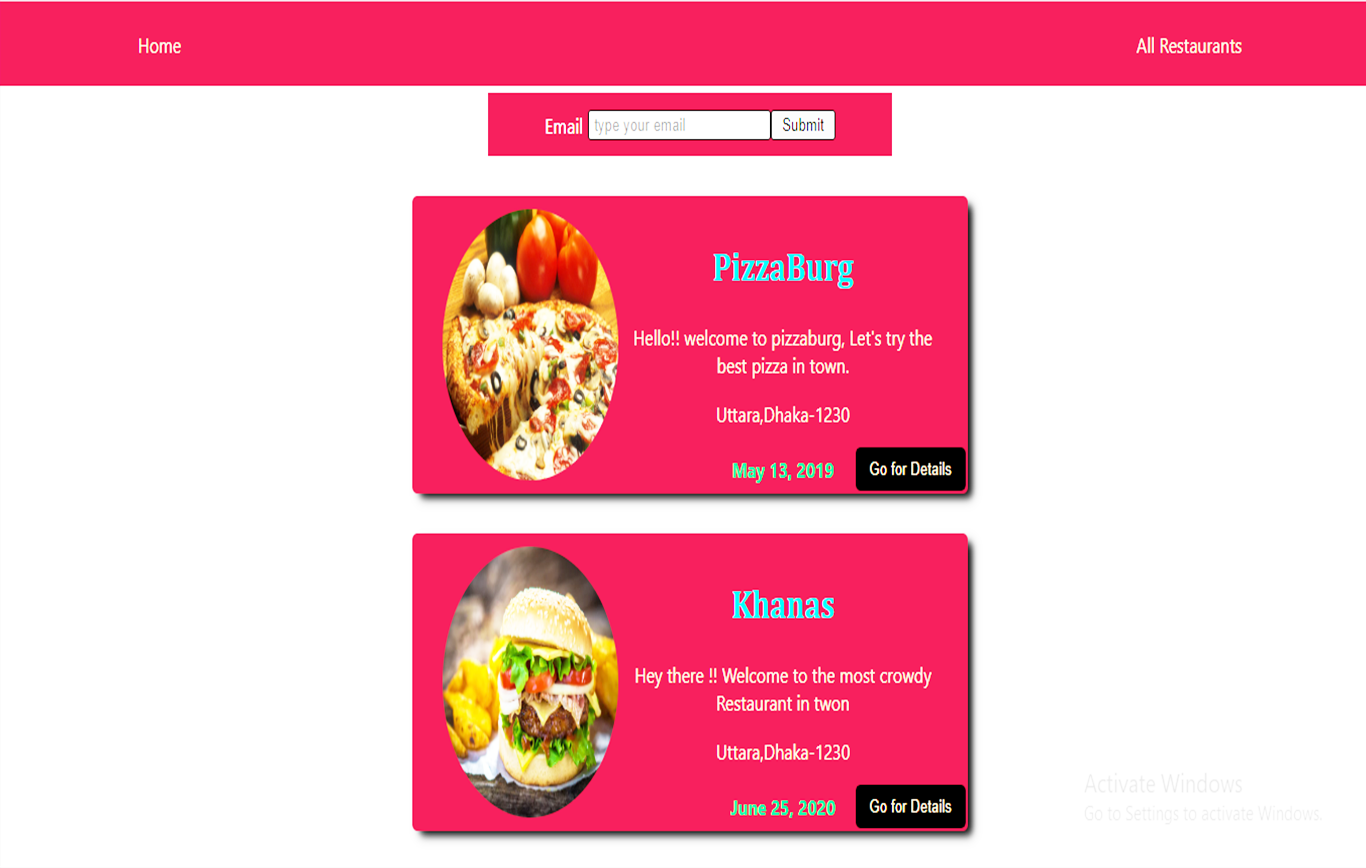 Home
All Restaurants
Email type your email Submit
PizzaBurg
Hello!! welcome to pizzaburg, Let's try the
best pizza in town.
Uttara,Dhaka-1230
May 13, 2019
Go for Details
Khanas
Hey there !! Welcome to the most crowdy
Restaurant in twon
Uttara,Dhaka-1230
June 25, 2020
Go for Details
Activate Windows
Go to Settings to activate Windows.